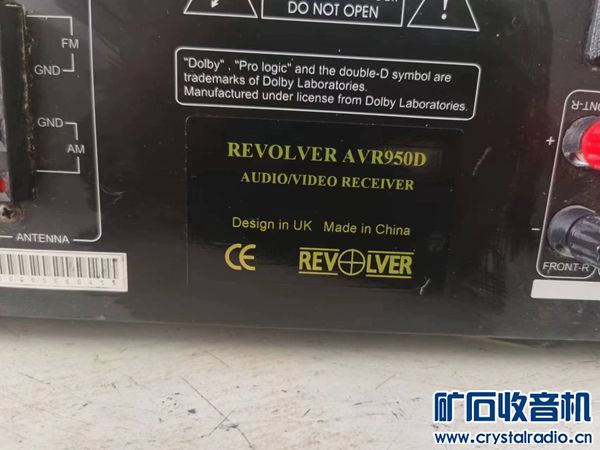 DO NOT OPEN
FM
GND
GND
AM
ANTENNA
"Dolby", "Pro logic" and the double-D symbol are
trademarks of Dolby Laboratories.
Manufactured under license from Dolby Laboratories.
REVOLVER AVR950D
AUDIO/VIDEO RECEIVER
Design in UK Made in China
CE
REVOLVER
+
-
FRONT-R
矿石收音机
www.crystalradio.cn